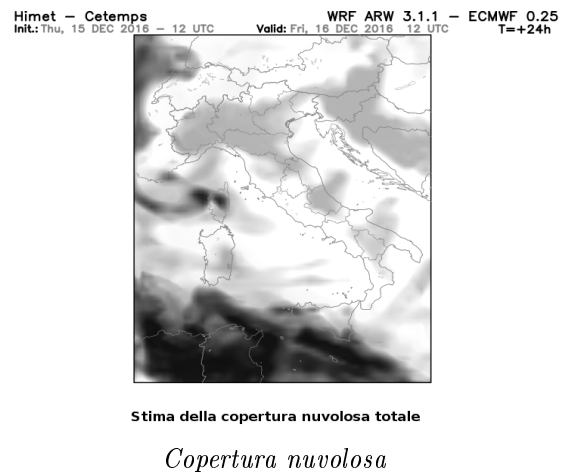 Himet – Cetemps WRF ARW 3.1.1 – ECMWF 0.25
Init.: Thu, 15 DEC 2016 – 12 UTC Valid: Fri, 16 DEC 2016 12 UTC T=+24h
Stima della copertura nuvolosa totale
Copertura nuvolosa